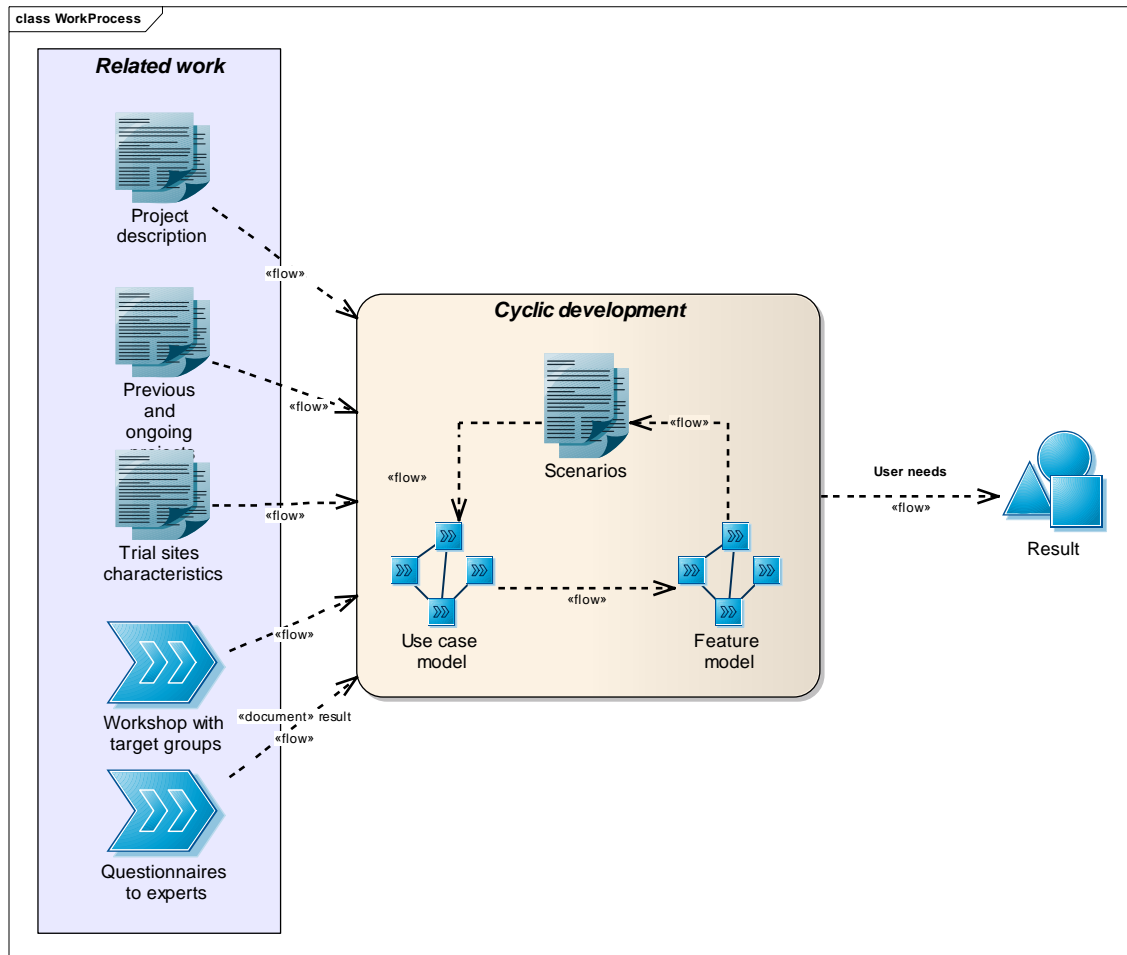 class WorkProcess
Related work
Project
description
«flow»
Previous
and
ongoing
projects
«flow»
Trial sites
characteristics
«flow»
Workshop with
target groups
«flow»
«document» result
«flow»
Questionnaires
to experts
Cyclic development
Scenarios
«flow»
«flow»
Use case
model
«flow»
Feature
model
User needs
«flow»
Result